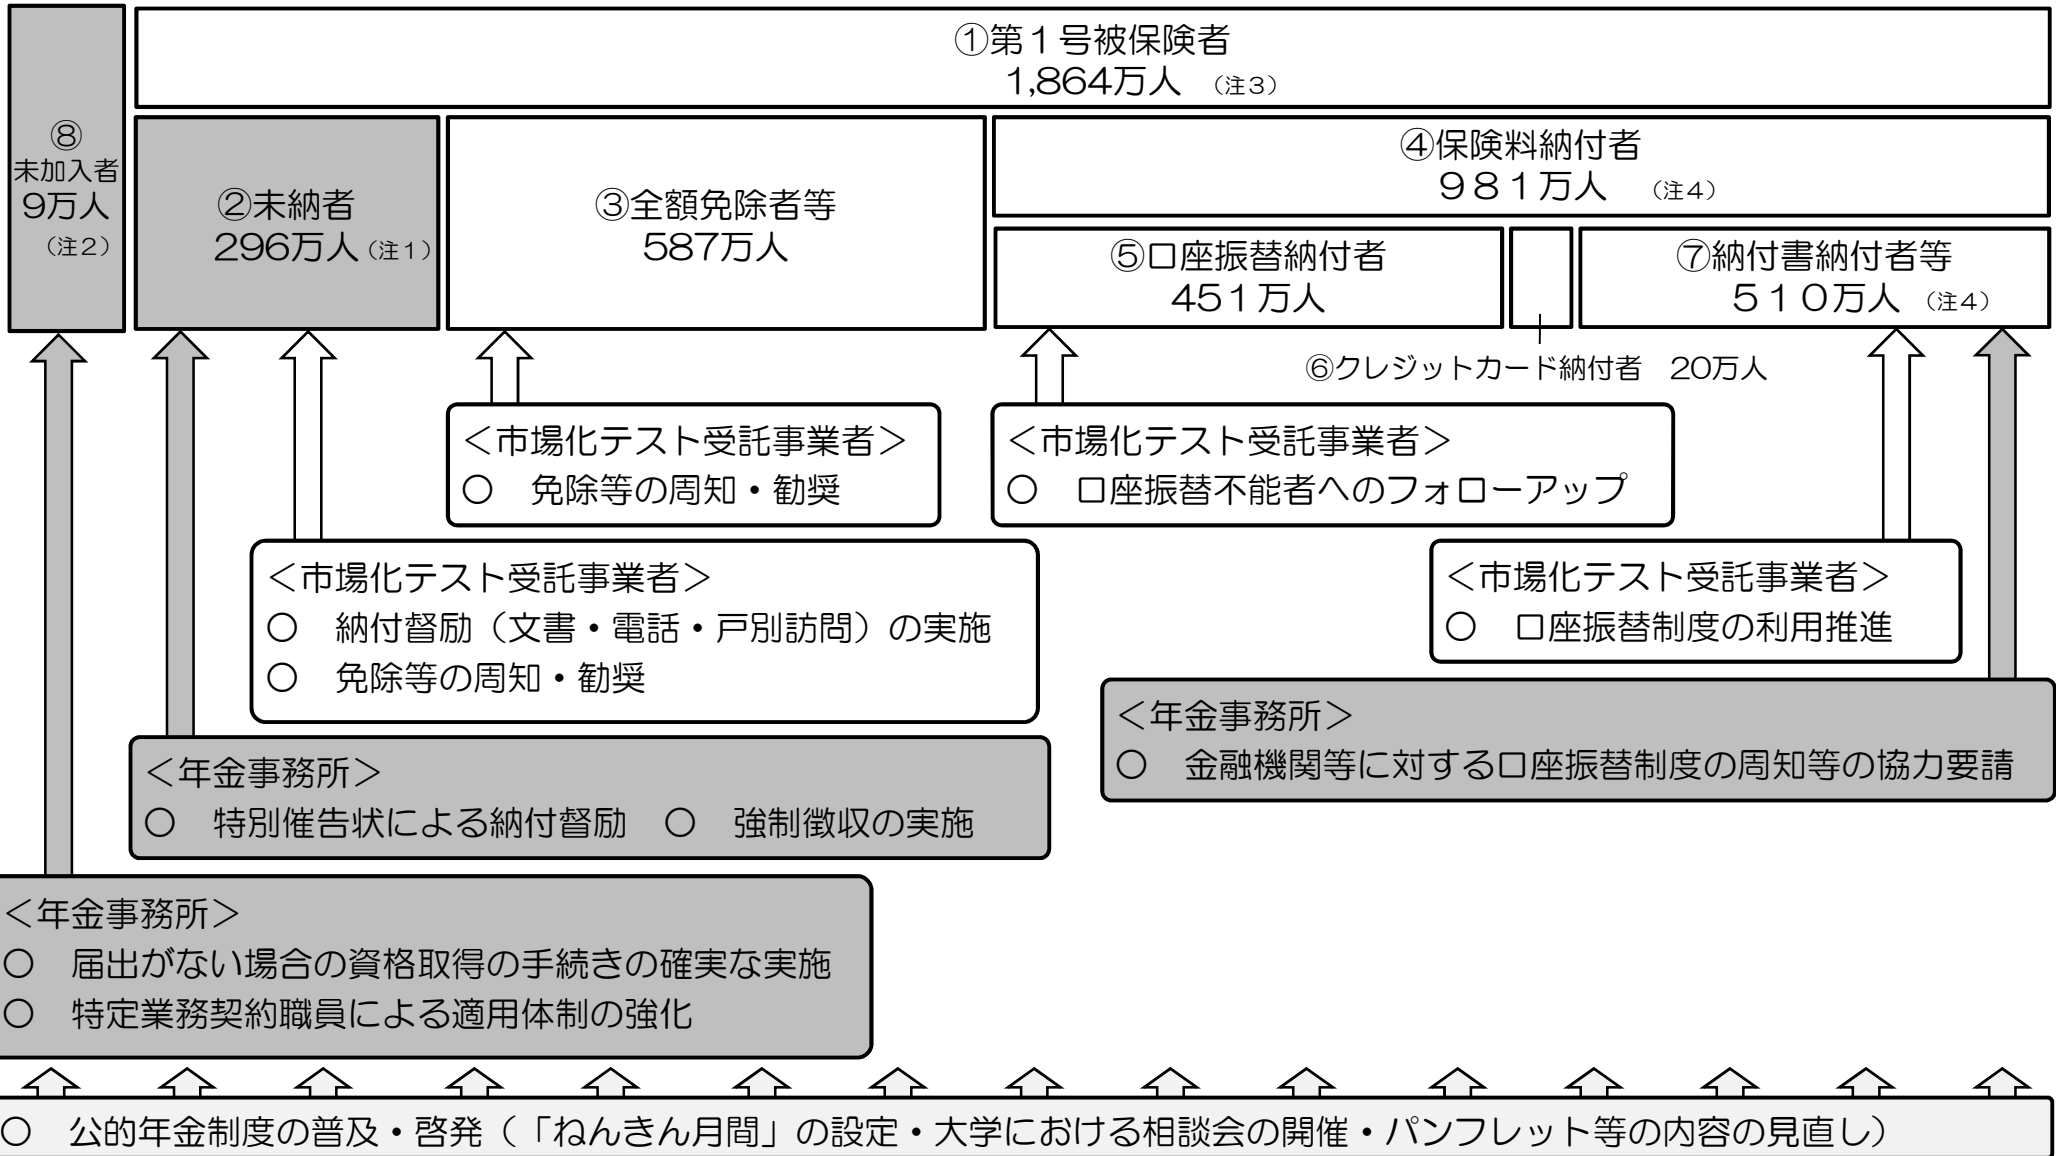 ①第１号被保険者
1,864万人 （注３）
⑧
未加入者
9万人
（注２）
②未納者
296万人（注１）
③全額免除者等
587万人
④保険料納付者
９８１万人 （注４）
⑤口座振替納付者
451万人
⑦納付書納付者等
５１０万人 （注４）
⑥クレジットカード納付者　20万人
＜市場化テスト受託事業者＞
○　免除等の周知・勧奨
＜市場化テスト受託事業者＞
○　口座振替不能者へのフォローアップ
＜市場化テスト受託事業者＞
○　納付督励（文書・電話・戸別訪問）の実施
○　免除等の周知・勧奨
＜市場化テスト受託事業者＞
○　口座振替制度の利用推進
＜年金事務所＞
○　金融機関等に対する口座振替制度の周知等の協力要請
＜年金事務所＞
○　特別催告状による納付督励　○　強制徴収の実施
＜年金事務所＞
○　届出がない場合の資格取得の手続きの確実な実施
○　特定業務契約職員による適用体制の強化
○　公的年金制度の普及・啓発（「ねんきん月間」の設定・大学における相談会の開催・パンフレット等の内容の見直し）